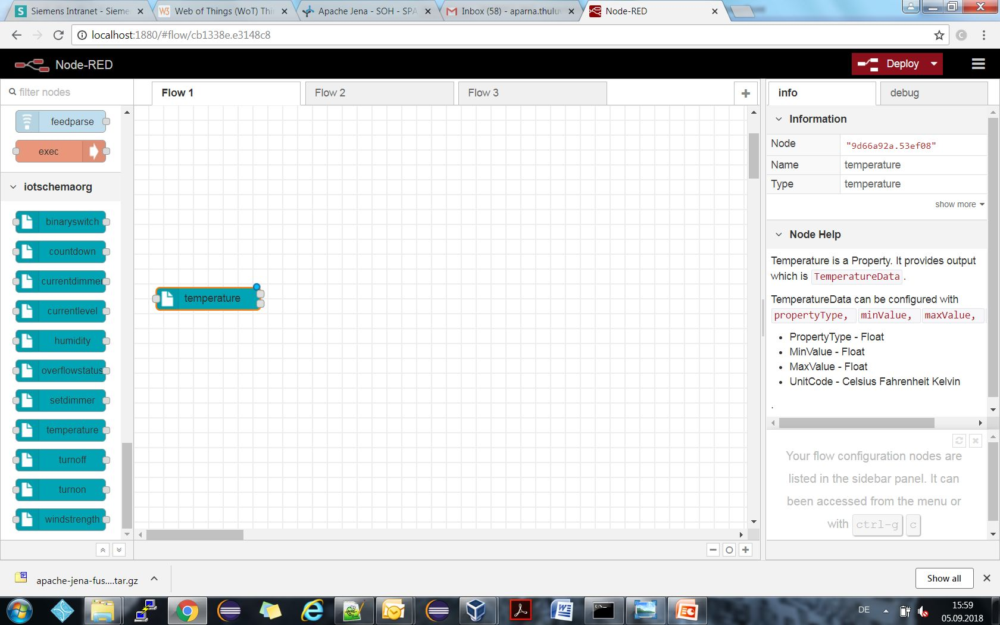 Siemens Intranet - Sieme
Web of Things (WoT) Thi
Apache Jena - SOH - SPA
Inbox (58) - aparna.thulu
Node-RED
localhost:1880/#flow/cb1338e.e3148c8
C
Node-RED
Deploy
filter nodes
Flow 1
Flow 2
Flow 3
info
debug
feedparse
exec
iotschemaorg
binaryswitch
countdown
currentdimmer
currentlevel
humidity
overflowstatus
setdimmer
temperature
turnoff
turnon
windstrength
temperature
Information
Node "9d66a92a.53ef08"
Name temperature
Type temperature
show more
Node Help
Temperature is a Property. It provides output
which is TemperatureData.
TemperatureData can be configured with
propertyType, minValue, maxValue,
• PropertyType - Float
• MinValue - Float
• MaxValue - Float
• UnitCode - Celsius Fahrenheit Kelvin
.
Your flow configuration nodes are
listed in the sidebar panel. It can
been accessed from the menu or
with ctrl-g c
apache-jena-fus....tar.gz
Show all
DE
15:59
05.09.2018